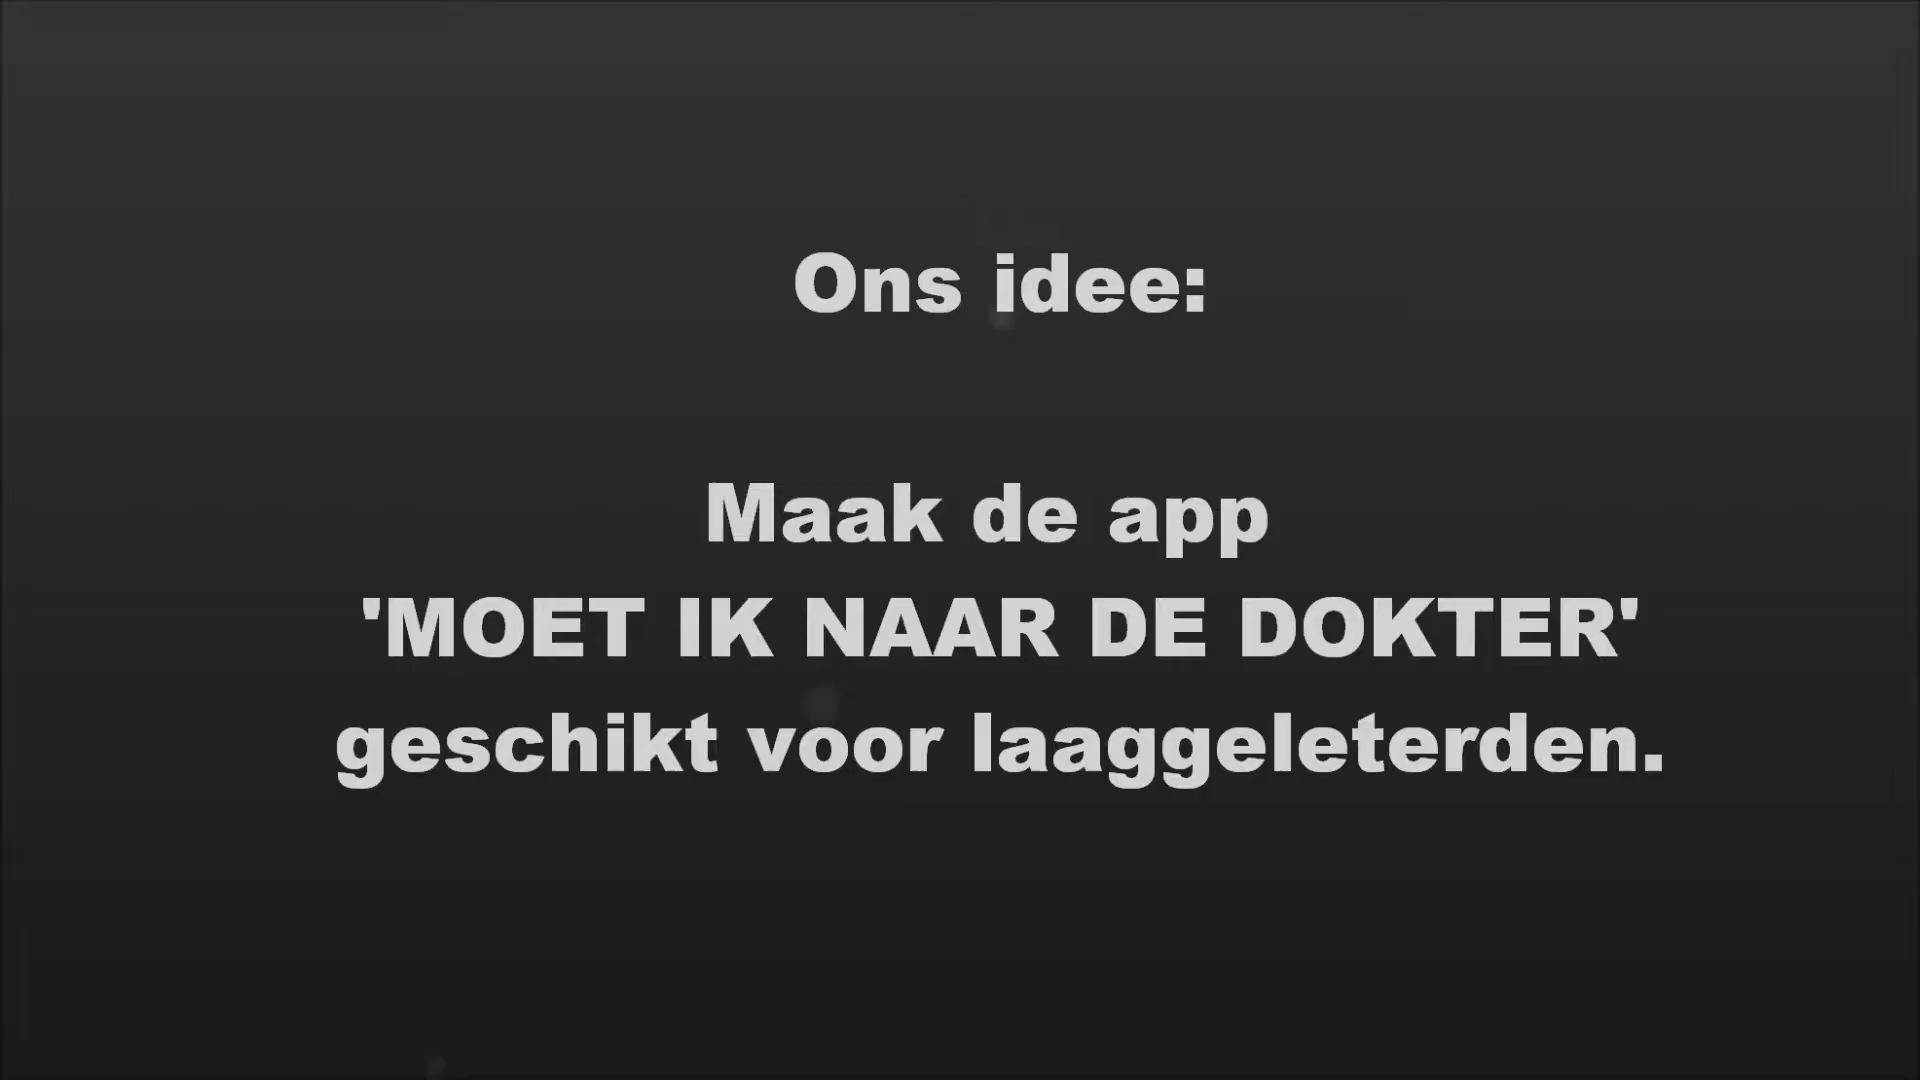 Ons idee:
Maak de app
'MOET IK NAAR DE DOKTER'
geschikt voor laaggeleterden.